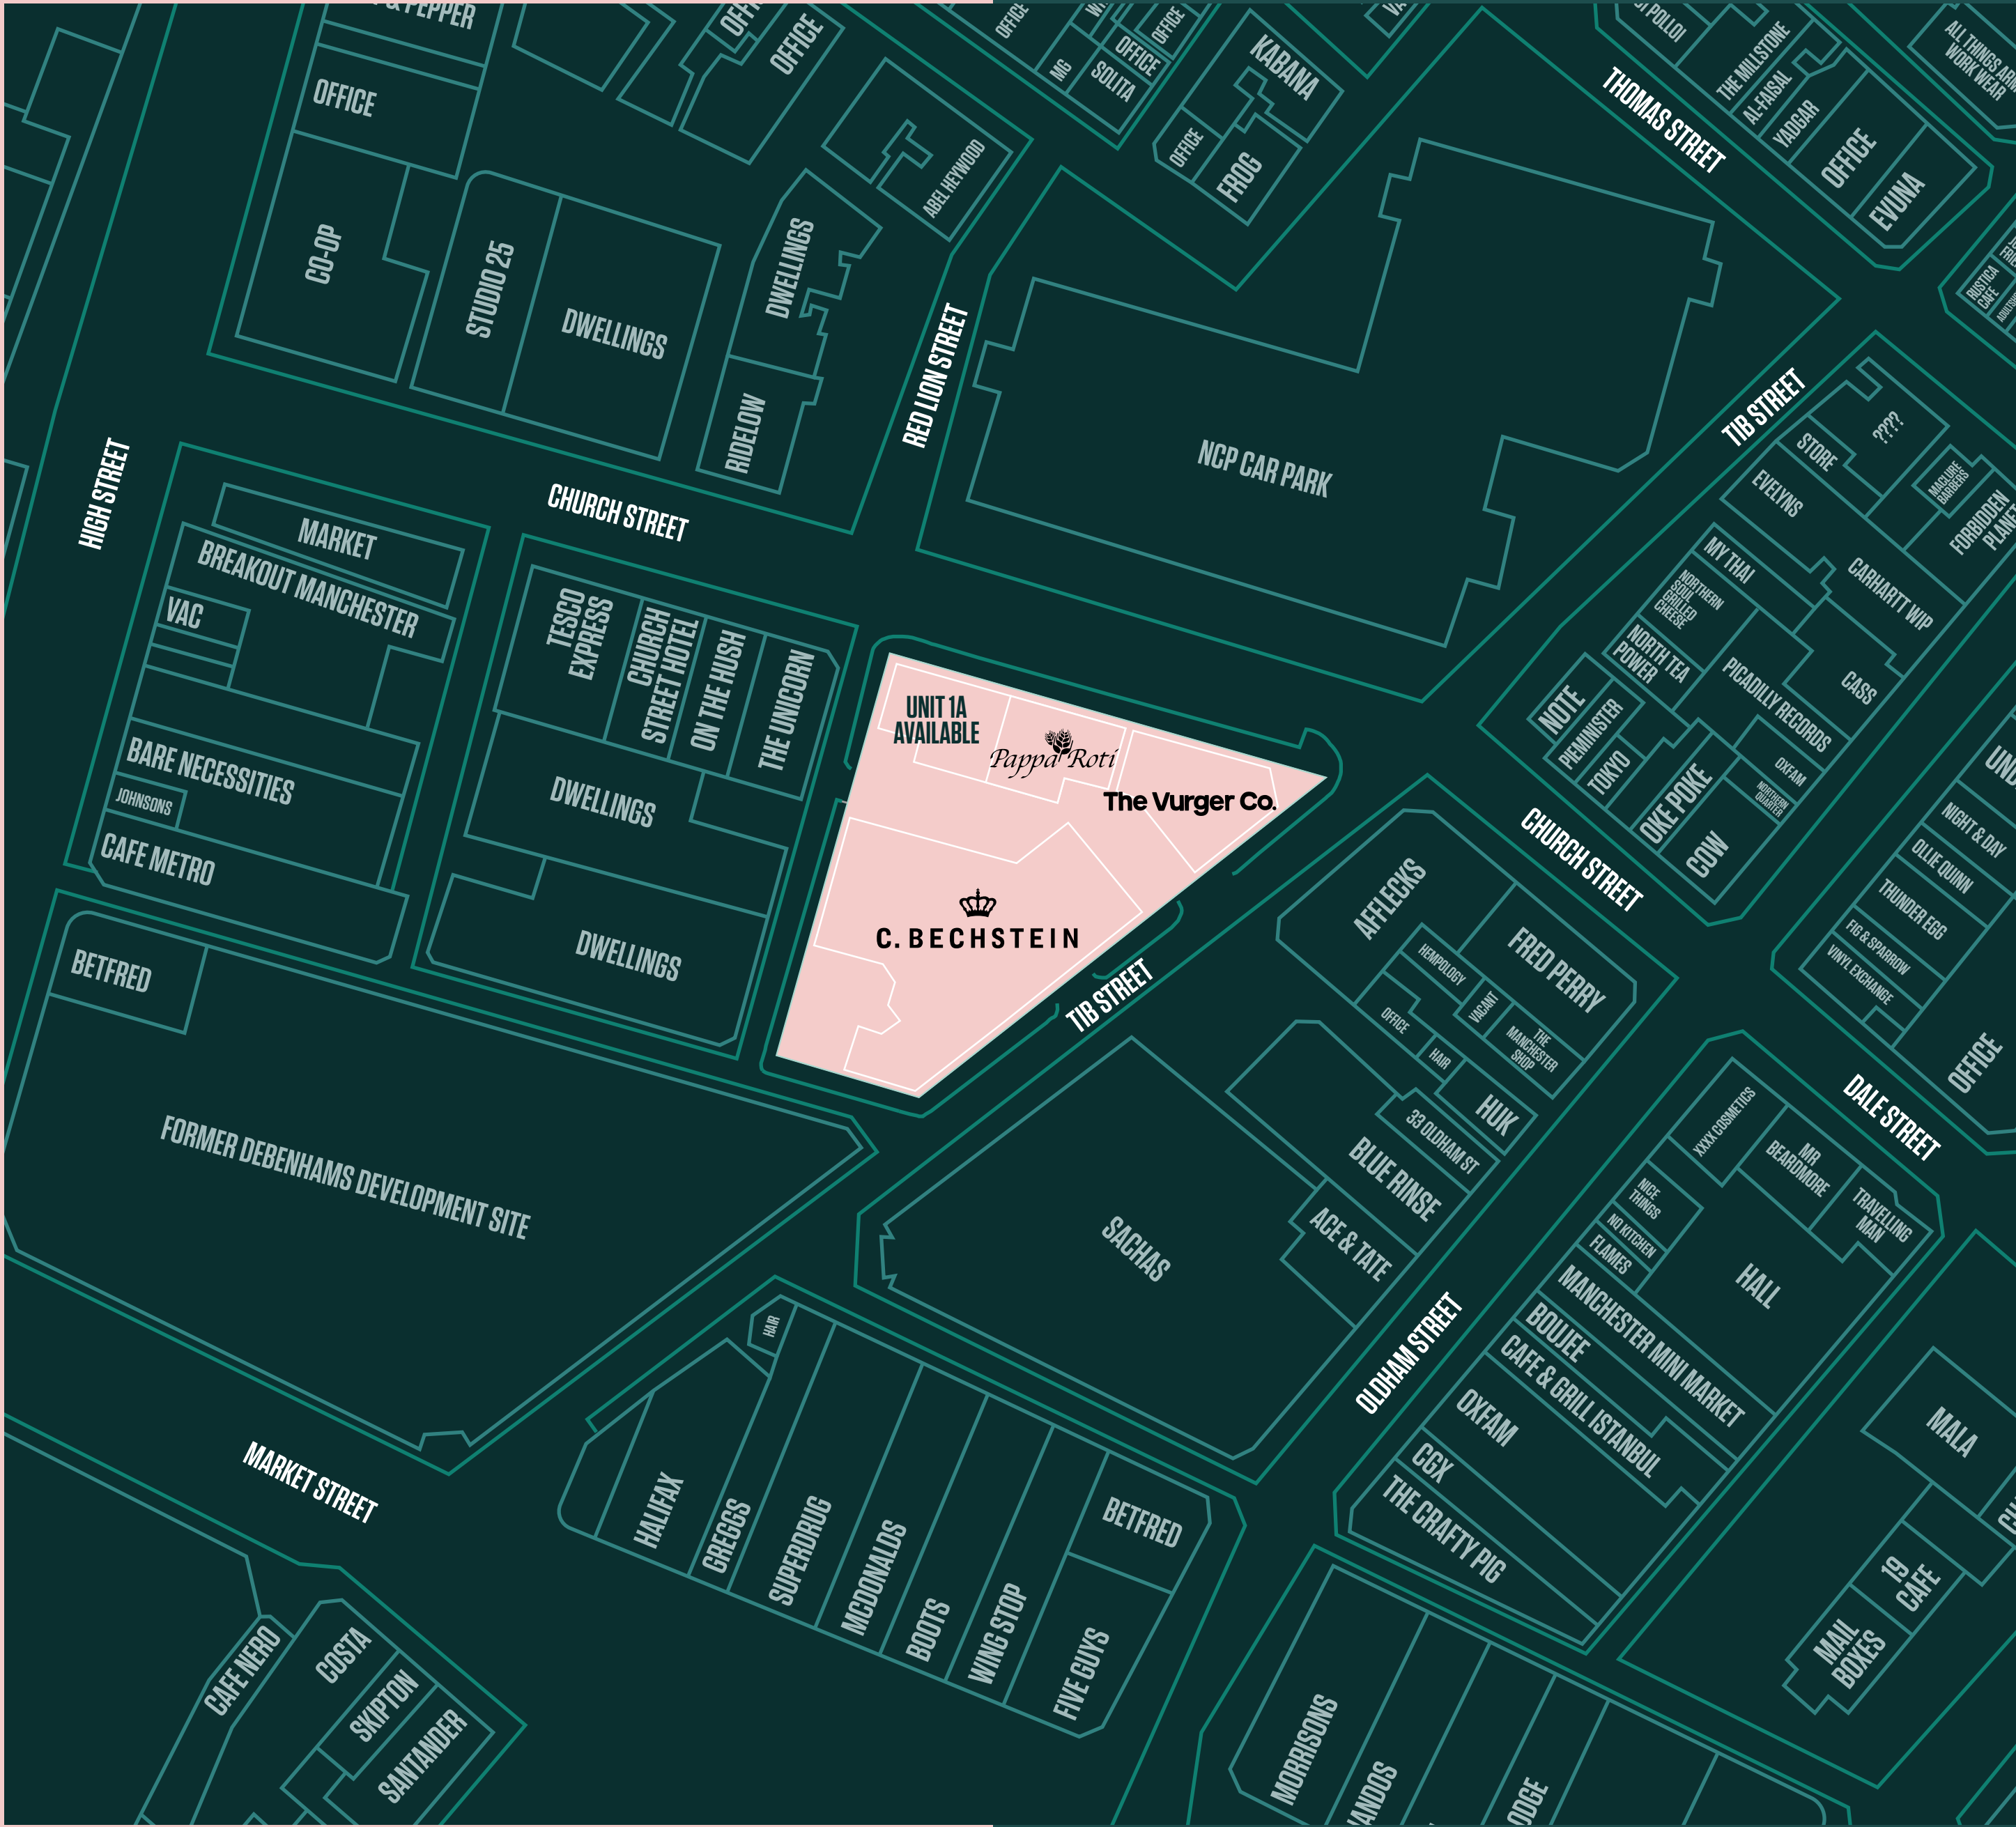 & PEPPER
OFFICE
CO-OP
STUDIO 25
DWELLINGS
OFFICE
DWELLINGS
RIDELOW
ABEL HEYWOOD
RED LION STREET
OFFICE
MG
OFFICE
OFFICE
SOLITA
KABANA
OFFICE
FROG
NCP CAR PARK
THOMAS STREET
THE MILLSTONE
AL-FAISAL
YADGAR
OFFICE
EVUNA
ALL THINGS
WORK WEAR
RUSTICA
CAFE
HIGH STREET
CHURCH STREET
MARKET
BREAKOUT MANCHESTER
VAC
BARE NECESSITIES
JOHNSONS
CAFE METRO
TESCO
EXPRESS
CHURCH
STREET HOTEL
ON THE HUSH
THE UNICORN
DWELLINGS
DWELLINGS
UNIT 1A
AVAILABLE
Pappa Roti
The Vurger Co.
C. BECHSTEIN
TIB STREET
TIB STREET
????
STORE
MACLURE
BARBERS
FORBIDDEN
EVELYNS
MY THAI
CARHARTT WIP
NORTHERN
SOUL
GRILLED
CHEESE
NORTH TEA
POWER
CASS
PICADILLY RECORDS
NOTE
PIEMINISTER
TOKYO
OKE POKE
OXFAM
NORTHERN
QUARTER
COW
CHURCH STREET
NIGHT & DAY
OLLIE QUINN
THUNDER EGG
FIG & SPARROW
VINYL EXCHANGE
OFFICE
AFFLECKS
FRED PERRY
HEMPOLOGY
VACANT
OFFICE
THE
MANCHESTER
SHOP
HAIR
HUK
33 OLDHAM ST
BLUE RINSE
ACE & TATE
SACHAS
OLDHAM STREET
DALE STREET
XXXX COSMETICS
MR
BEARDMORE
TRAVELLING
MAN
NICE
THINGS
NQ KITCHEN
FLAMES
HALL
MANCHESTER MINI MARKET
BOUJEE
CAFE & GRILL ISTANBUL
OXFAM
CGX
THE CRAFTY PIG
MALA
19
CAFE
MAIL
BOXES
BETFRED
FORMER DEBENHAMS DEVELOPMENT SITE
MARKET STREET
HAIR
HALIFAX
GREGGS
SUPERDRUG
MCDONALDS
BOOTS
WING STOP
BETFRED
FIVE GUYS
CAFE NERO
COSTA
SKIPTON
SANTANDER
MORRISONS